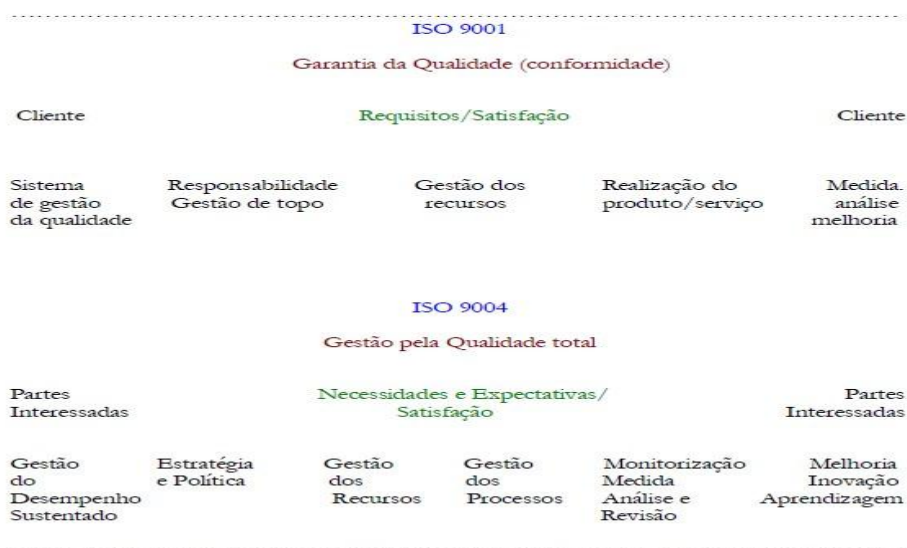 ISO 9001
Garantia da Qualidade (conformidade)
Cliente Requisitos/Satisfação Cliente
Sistema Responsabilidade Gestão dos Realização do Medida.
de gestão Gestão de topo recursos produto/serviço análise
da qualidade melhoria
ISO 9004
Gestão pela Qualidade total
Partes Necessidades e Expectativas/ Partes
Interessadas Satisfação Interessadas
Gestão Estratégia Gestão Gestão Monitorização Melhoria
do e Política dos dos Medida Inovação
Desempenho Recursos Processos Análise e Aprendizagem
Sustentado Revisão